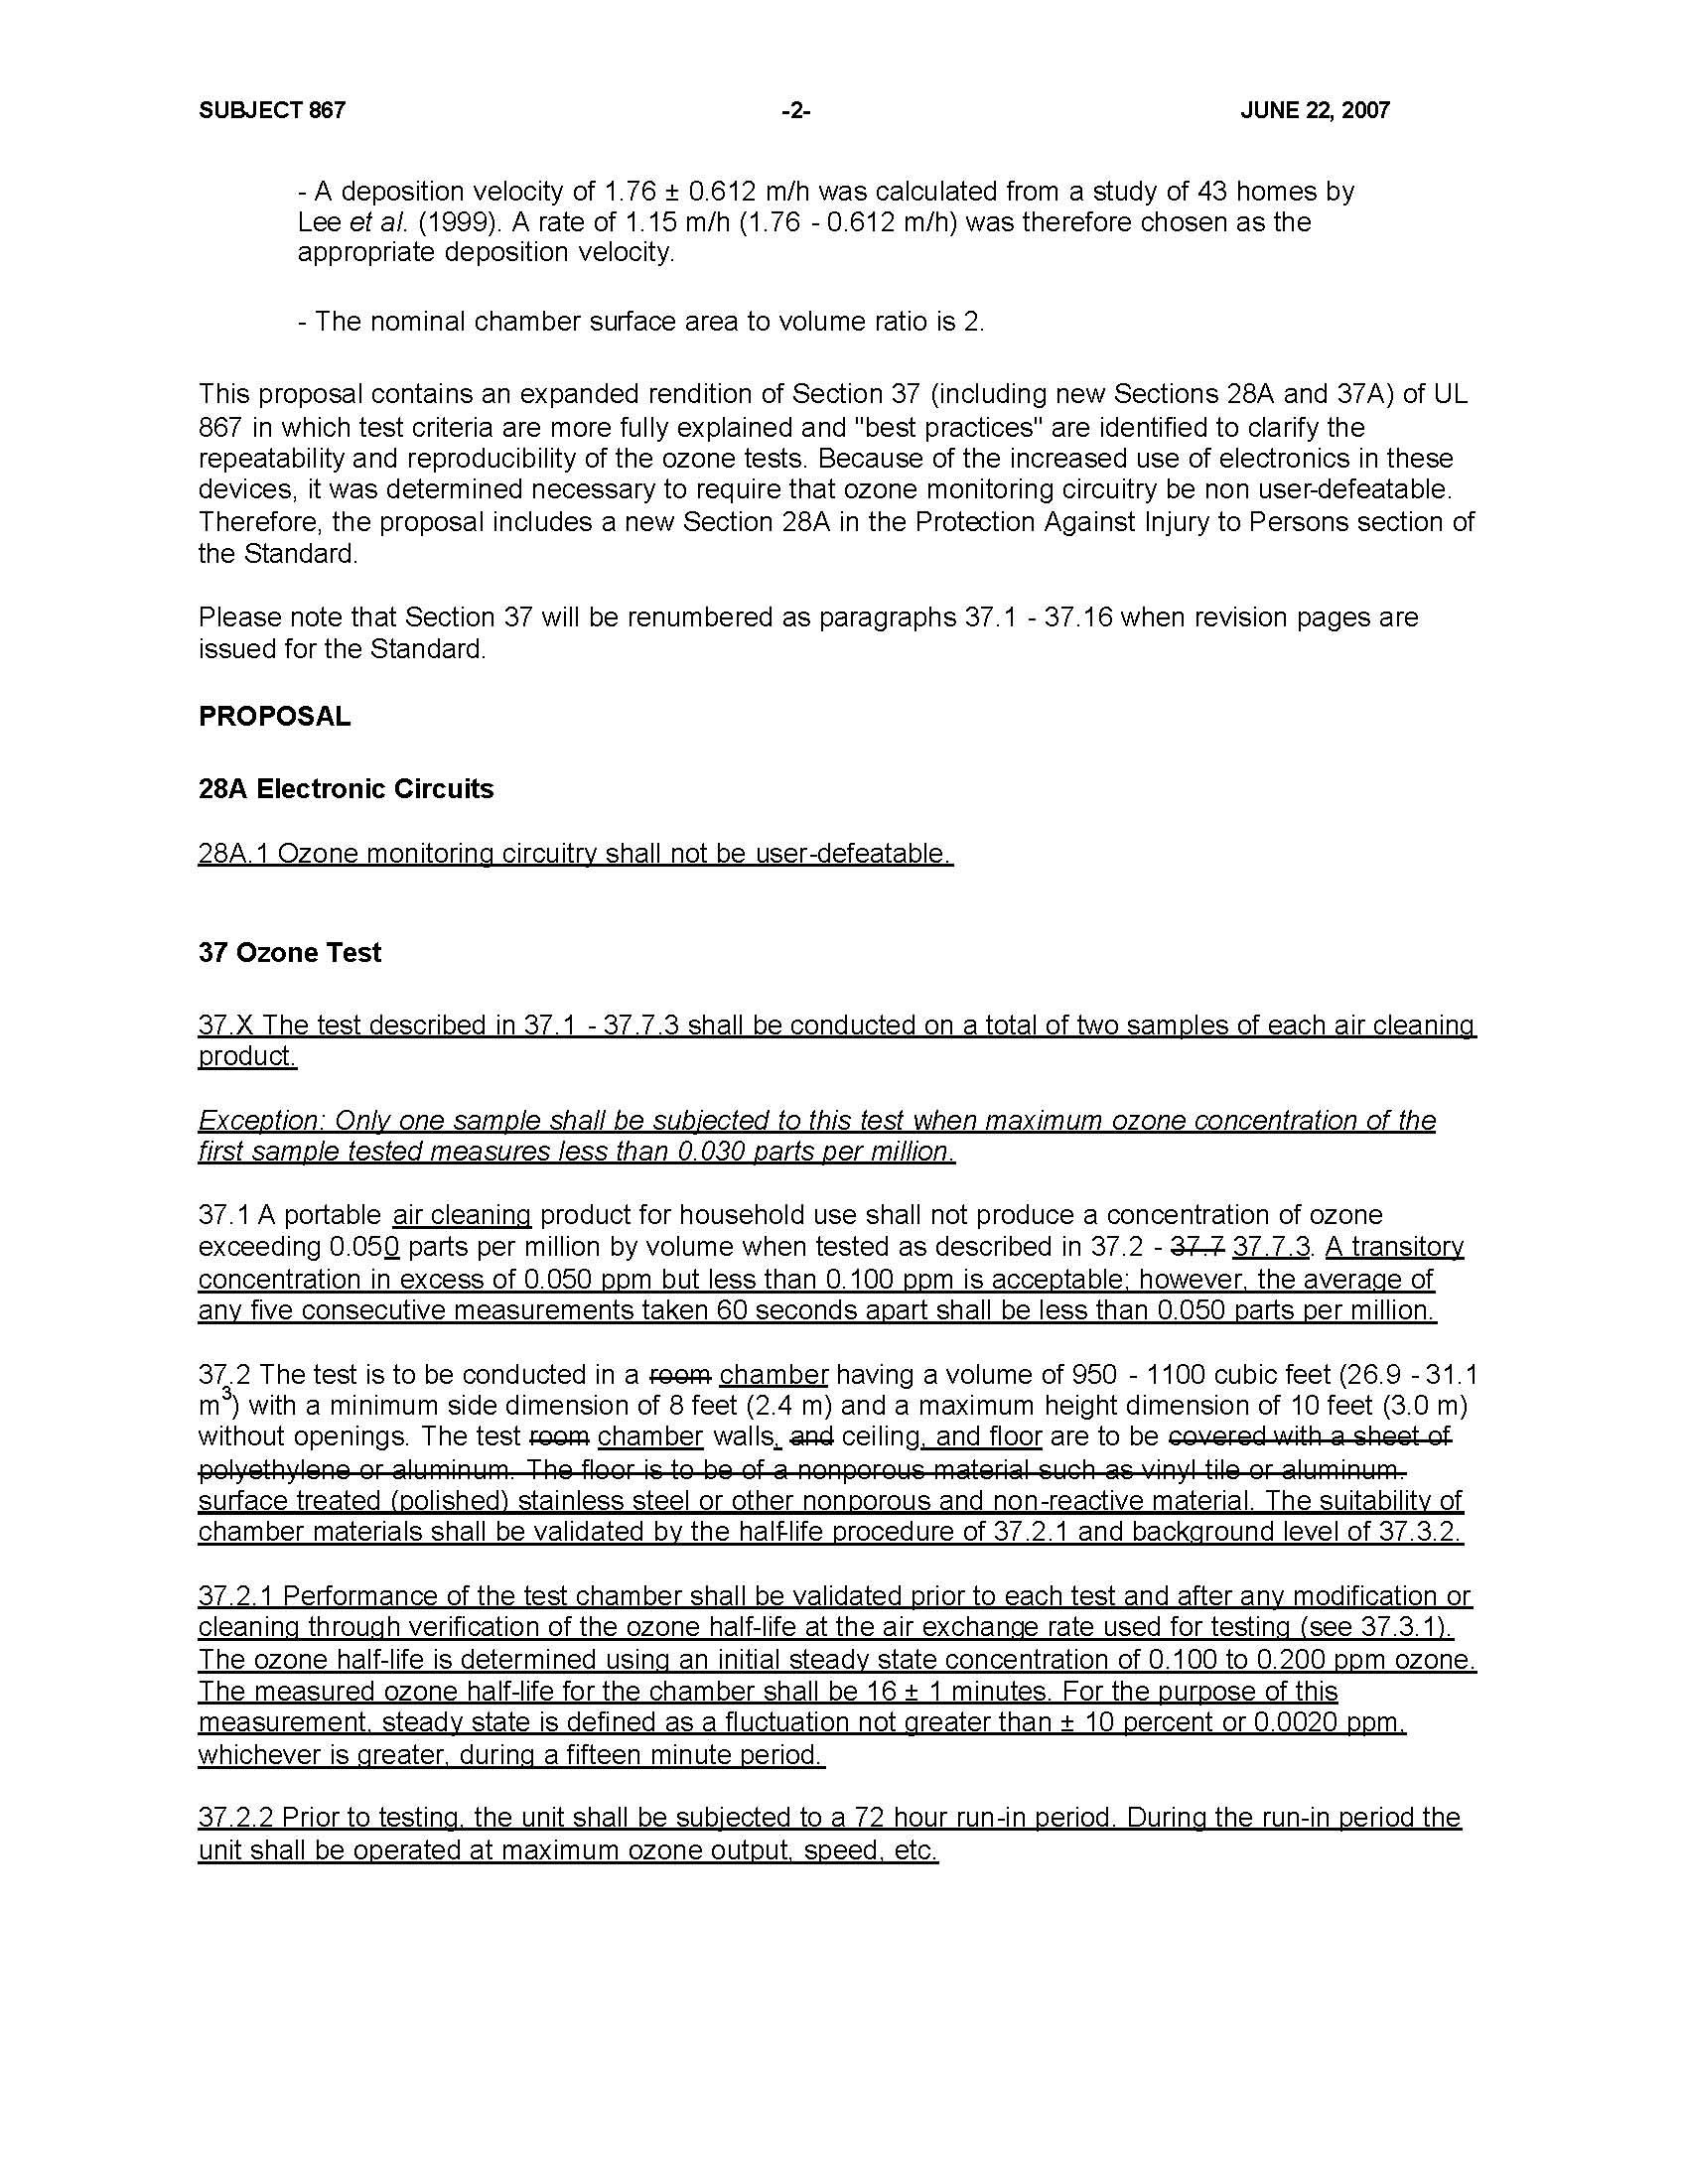 SUBJECT 867 -2- JUNE 22, 2007
- A deposition velocity of 1.76 ± 0.612 m/h was calculated from a study of 43 homes by
Lee et al. (1999). A rate of 1.15 m/h (1.76 - 0.612 m/h) was therefore chosen as the
appropriate deposition velocity.
- The nominal chamber surface area to volume ratio is 2.
This proposal contains an expanded rendition of Section 37 (including new Sections 28A and 37A) of UL
867 in which test criteria are more fully explained and "best practices" are identified to clarify the
repeatability and reproducibility of the ozone tests. Because of the increased use of electronics in these
devices, it was determined necessary to require that ozone monitoring circuitry be non user-defeatable.
Therefore, the proposal includes a new Section 28A in the Protection Against Injury to Persons section of
the Standard.
Please note that Section 37 will be renumbered as paragraphs 37.1 - 37.16 when revision pages are
issued for the Standard.
PROPOSAL
28A Electronic Circuits
28A.1 Ozone monitoring circuitry shall not be user-defeatable.
37 Ozone Test
37.X The test described in 37.1 - 37.7.3 shall be conducted on a total of two samples of each air cleaning
product.
Exception: Only one sample shall be subjected to this test when maximum ozone concentration of the
first sample tested measures less than 0.030 parts per million.
37.1 A portable air cleaning product for household use shall not produce a concentration of ozone
exceeding 0.050 parts per million by volume when tested as described in 37.2 - 37.7 37.7.3. A transitory
concentration in excess of 0.050 ppm but less than 0.100 ppm is acceptable; however, the average of
any five consecutive measurements taken 60 seconds apart shall be less than 0.050 parts per million.
37.2 The test is to be conducted in a room chamber having a volume of 950 - 1100 cubic feet (26.9 - 31.1
m³) with a minimum side dimension of 8 feet (2.4 m) and a maximum height dimension of 10 feet (3.0 m)
without openings. The test room chamber walls, and ceiling, and floor are to be covered with a sheet of
polyethylene or aluminum. The floor is to be of a nonporous material such as vinyl tile or aluminum.
surface treated (polished) stainless steel or other nonporous and non-reactive material. The suitability of
chamber materials shall be validated by the half-life procedure of 37.2.1 and background level of 37.3.2.
37.2.1 Performance of the test chamber shall be validated prior to each test and after any modification or
cleaning through verification of the ozone half-life at the air exchange rate used for testing (see 37.3.1).
The ozone half-life is determined using an initial steady state concentration of 0.100 to 0.200 ppm ozone.
The measured ozone half-life for the chamber shall be 16 ± 1 minutes. For the purpose of this
measurement, steady state is defined as a fluctuation not greater than ± 10 percent or 0.0020 ppm,
whichever is greater, during a fifteen minute period.
37.2.2 Prior to testing, the unit shall be subjected to a 72 hour run-in period. During the run-in period the
unit shall be operated at maximum ozone output, speed, etc.